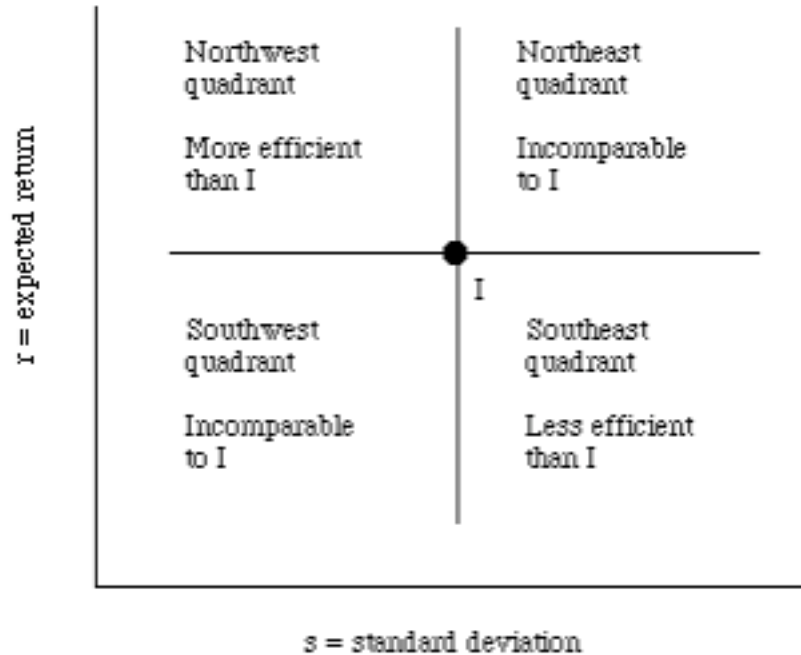 Northwest
quadrant
More efficient
than I
Northeast
quadrant
Incomparable
to I
r = expected return
I
Southwest
quadrant
Incomparable
to I
Southeast
quadrant
Less efficient
than I
s = standard deviation